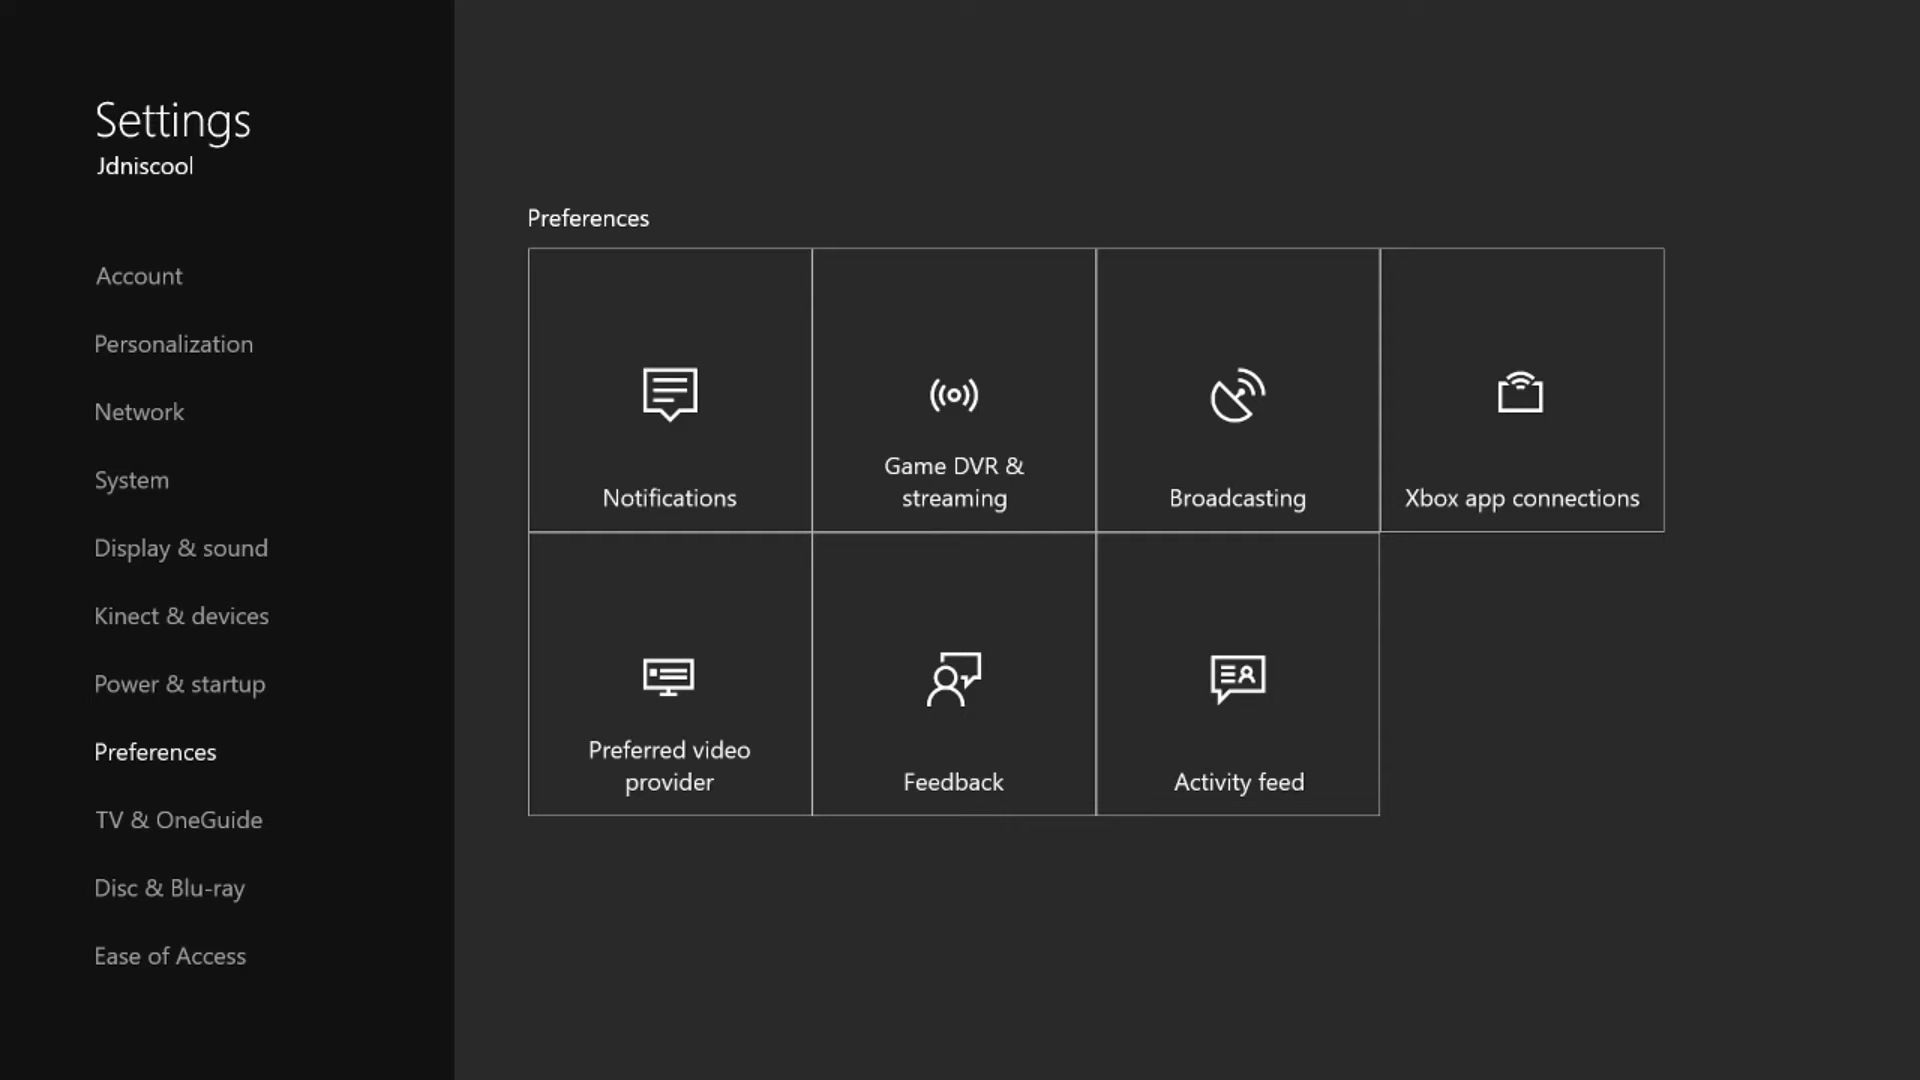 Settings
Jdniscool
Account
Personalization
Network
System
Display & sound
Kinect & devices
Power & startup
Preferences
TV & OneGuide
Disc & Blu-ray
Ease of Access
Preferences
Notifications
Game DVR &
streaming
Broadcasting
Xbox app connections
Preferred video
provider
Feedback
Activity feed